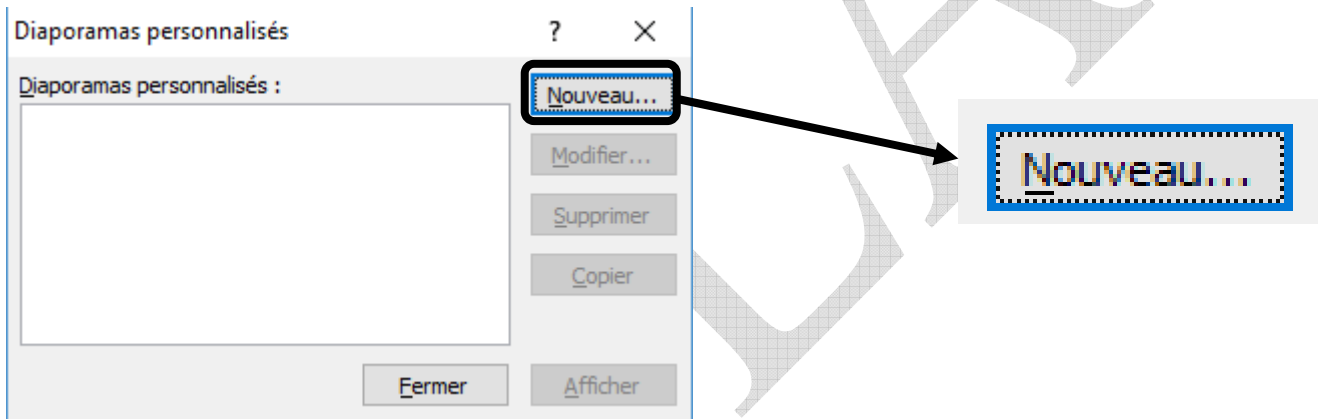 Diaporamas personnalisés ?
Diaporamas personnalisés :
Nouveau...
Modifier...
Supprimer
Copier
Fermer Afficher
Nouveau...